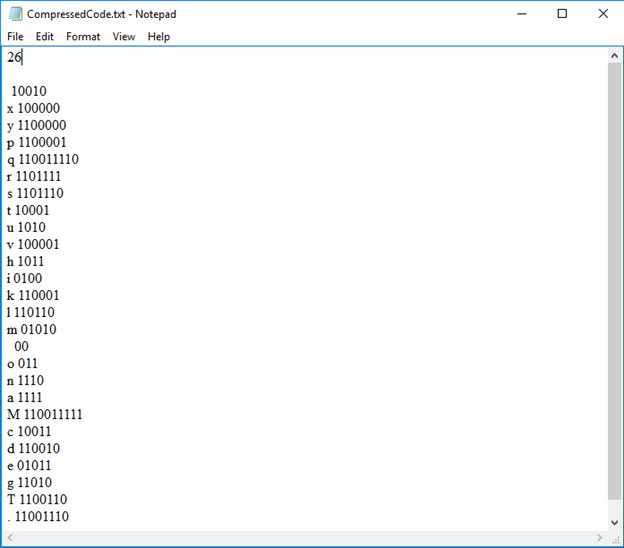 CompressedCode.txt - Notepad
File Edit Format View Help
26

 10010
x 100000
y 1100000
p 1100001
q 110011110
r 1101111
s 1101110
t 10001
u 1010
v 100001
h 1011
i 0100
k 110001
l 110110
m 01010
  00
o 011
n 1110
a 1111
M 110011111
c 10011
d 110010
e 01011
g 11010
T 1100110
. 11001110